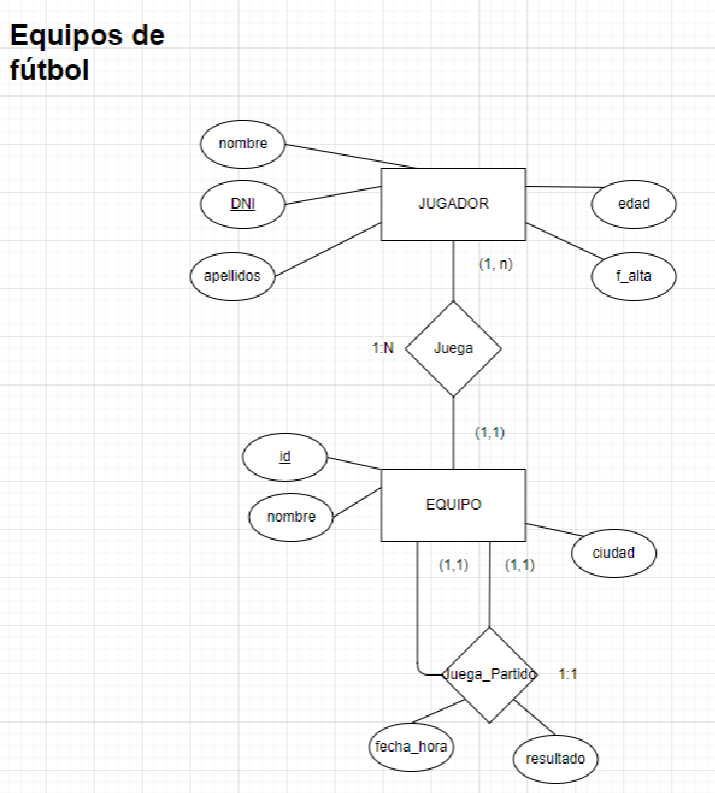 Equipos de
fútbol
nombre
DNI
JUGADOR
edad
apellidos
f_alta
(1, n)
1:N
Juega
(1,1)
id
nombre
EQUIPO
ciudad
(1,1)
(1,1)
Juega_Partido
1:1
fecha_hora
resultado